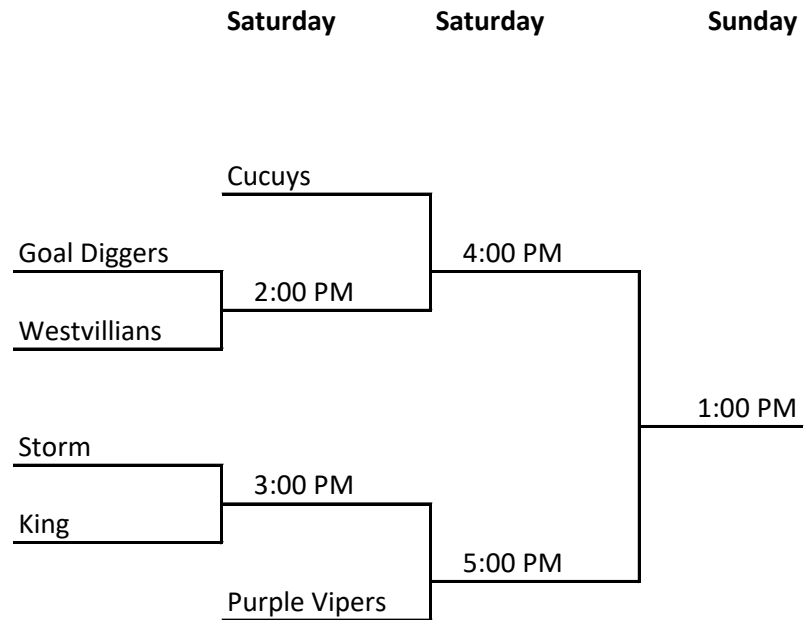 Saturday Saturday Sunday
Cucuys
Goal Diggers 4:00 PM
2:00 PM
Westvillians
1:00 PM
Storm
3:00 PM
King
5:00 PM
Purple Vipers